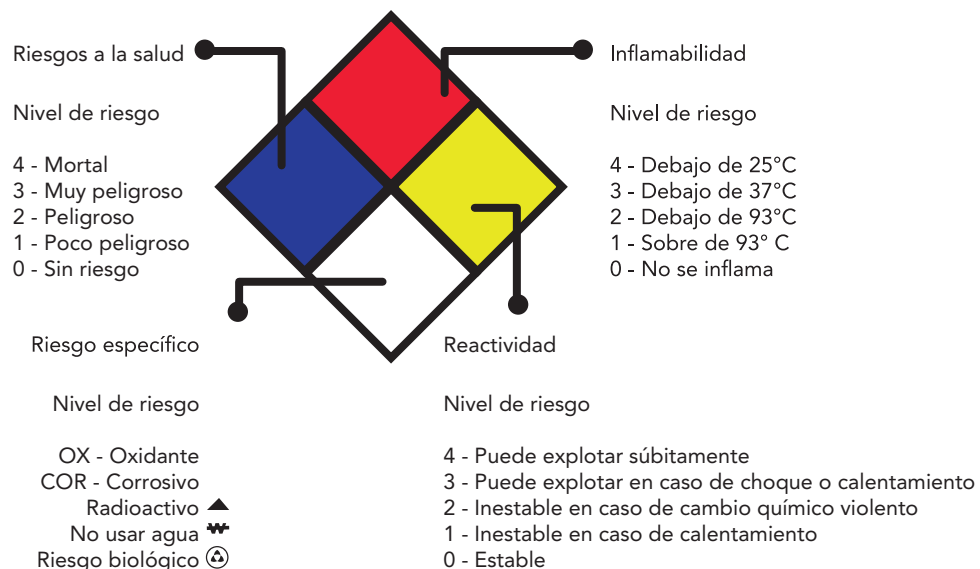 Riesgos a la salud
Nivel de riesgo
4 - Mortal
3 - Muy peligroso
2 - Peligroso
1 - Poco peligroso
0 - Sin riesgo
Inflamabilidad
Nivel de riesgo
4 - Debajo de 25°C
3 - Debajo de 37°C
2 - Debajo de 93°C
1 - Sobre de 93° C
0 - No se inflama
Riesgo específico
Nivel de riesgo
OX - Oxidante
COR - Corrosivo
Radioactivo
No usar agua
Riesgo biológico
Reactividad
Nivel de riesgo
4 - Puede explotar súbitamente
3 - Puede explotar en caso de choque o calentamiento
2 - Inestable en caso de cambio químico violento
1 - Inestable en caso de calentamiento
0 - Estable